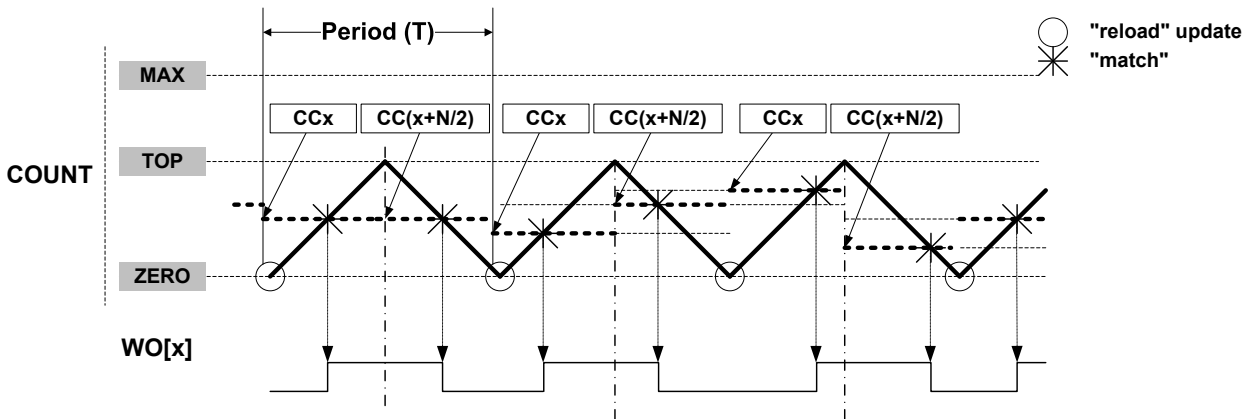 Period (T)
"reload" update
"match"
MAX
CCx
CC(x+N/2)
CCx
CC(x+N/2)
CCx
CC(x+N/2)
COUNT
TOP
ZERO
WO[x]